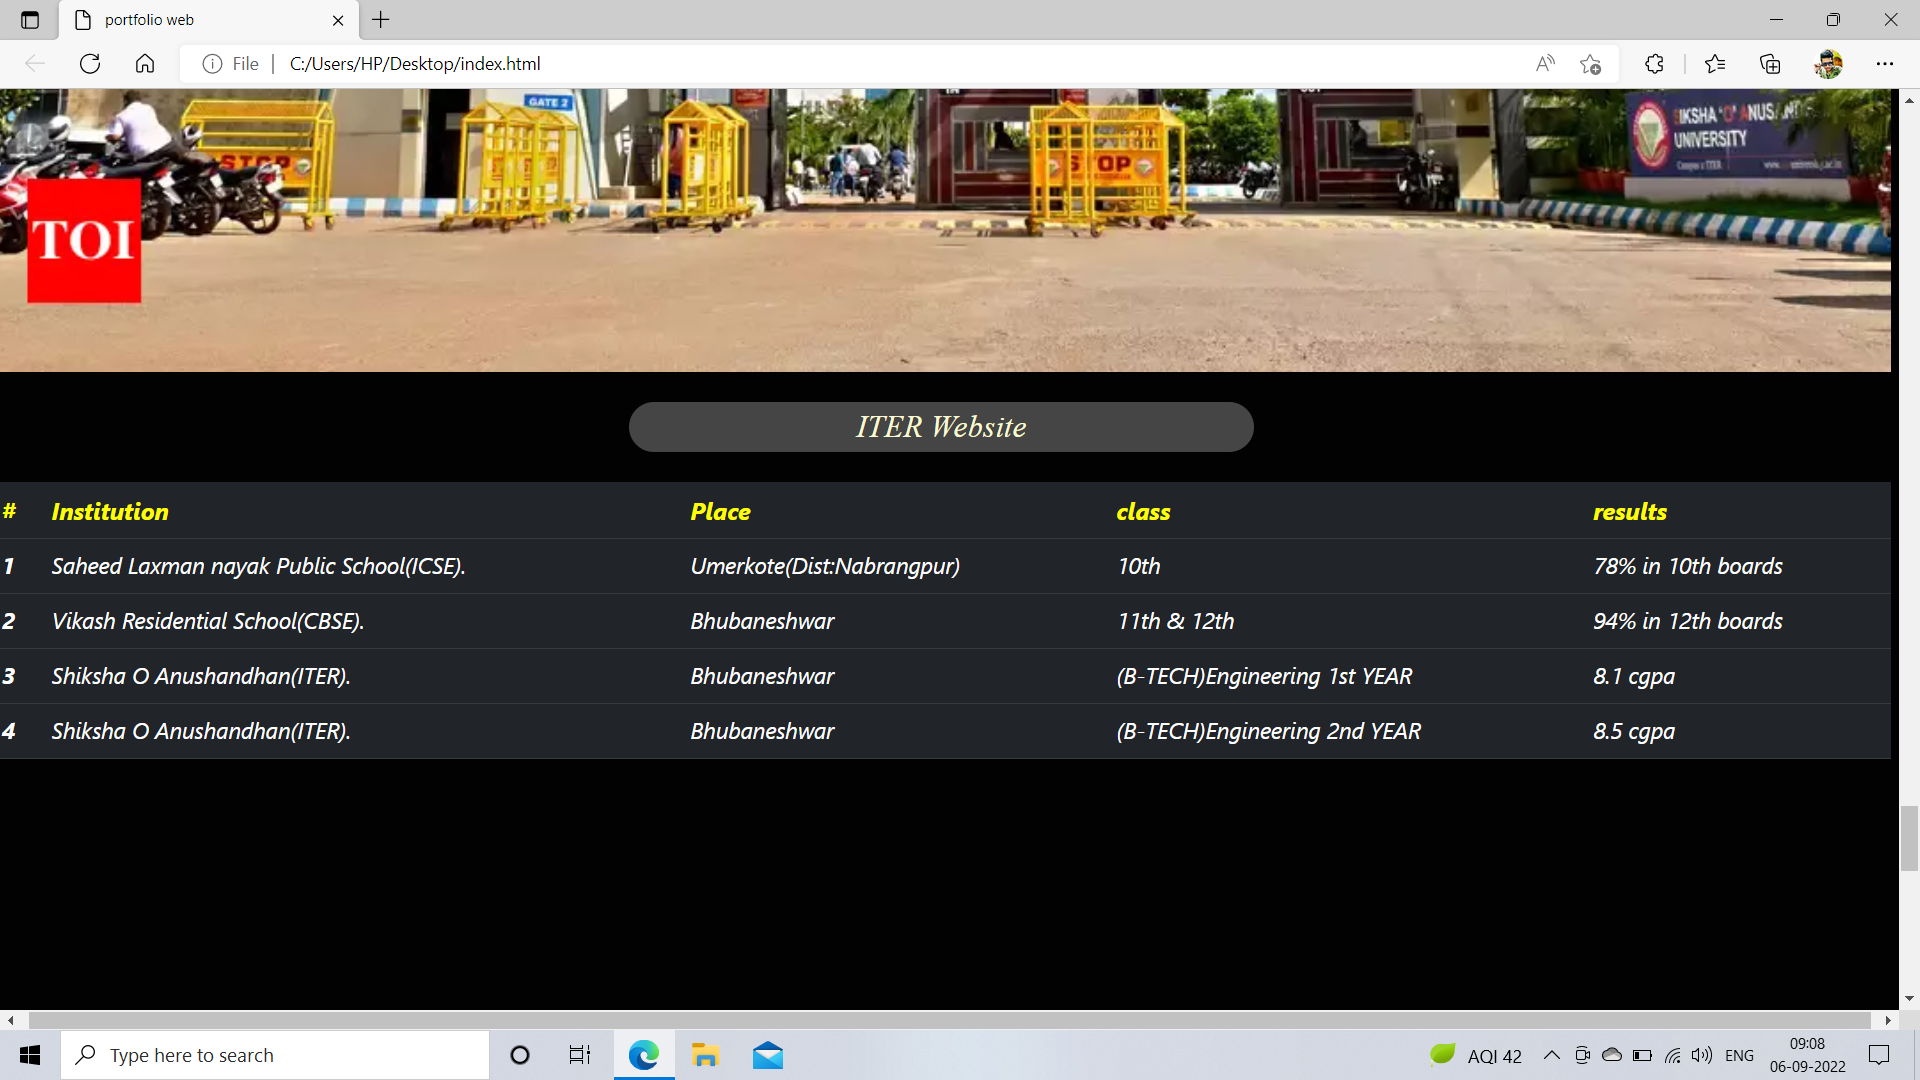 portfolio web
File
C:/Users/HP/Desktop/index.html
GATE 2
IN
OUT
STOP
STOP
SIKSHA 'O' ANUSAND
UNIVERSITY
TOI
ITER Website
# Institution Place class results
1 Saheed Laxman nayak Public School(ICSE). Umerkote(Dist:Nabrangpur) 10th 78% in 10th boards
2 Vikash Residential School(CBSE). Bhubaneshwar 11th & 12th 94% in 12th boards
3 Shiksha O Anushandhan(ITER). Bhubaneshwar (B-TECH)Engineering 1st YEAR 8.1 cgpa
4 Shiksha O Anushandhan(ITER). Bhubaneshwar (B-TECH)Engineering 2nd YEAR 8.5 cgpa
Type here to search
AQI 42
ENG
09:08
06-09-2022